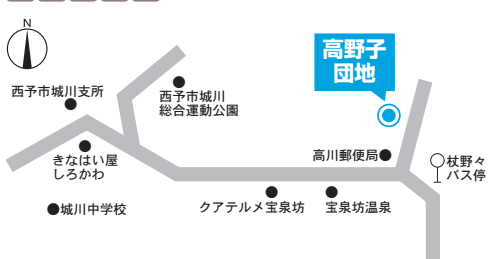 N
高野子
団地
西予市城川支所
西予市城川
総合運動公園
きなはい屋
しろかわ
高川郵便局
杖野々
バス停
城川中学校
クアテルメ宝泉坊
宝泉坊温泉